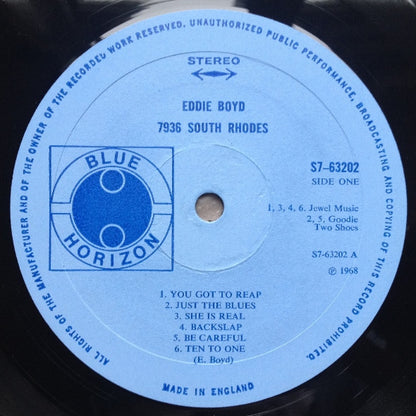 ALL RIGHTS OF THE MANUFACTURER AND OF THE OWNER OF THE RECORDED WORK RESERVED. UNAUTHORIZED PUBLIC PERFORMANCE, BROADCASTING AND COPYING OF THIS RECORD PROHIBITED.
STEREO
EDDIE BOYD
7936 SOUTH RHODES
BLUE
HORIZON
S7-63202
SIDE ONE
1, 3, 4, 6. Jewel Music
2, 5, Goodie
Two Shoes
S7-63202 A
℗ 1968
1. YOU GOT TO REAP
2. JUST THE BLUES
3. SHE IS REAL
4. BACKSLAP
5. BE CAREFUL
6. TEN TO ONE
(E. Boyd)
MADE IN ENGLAND